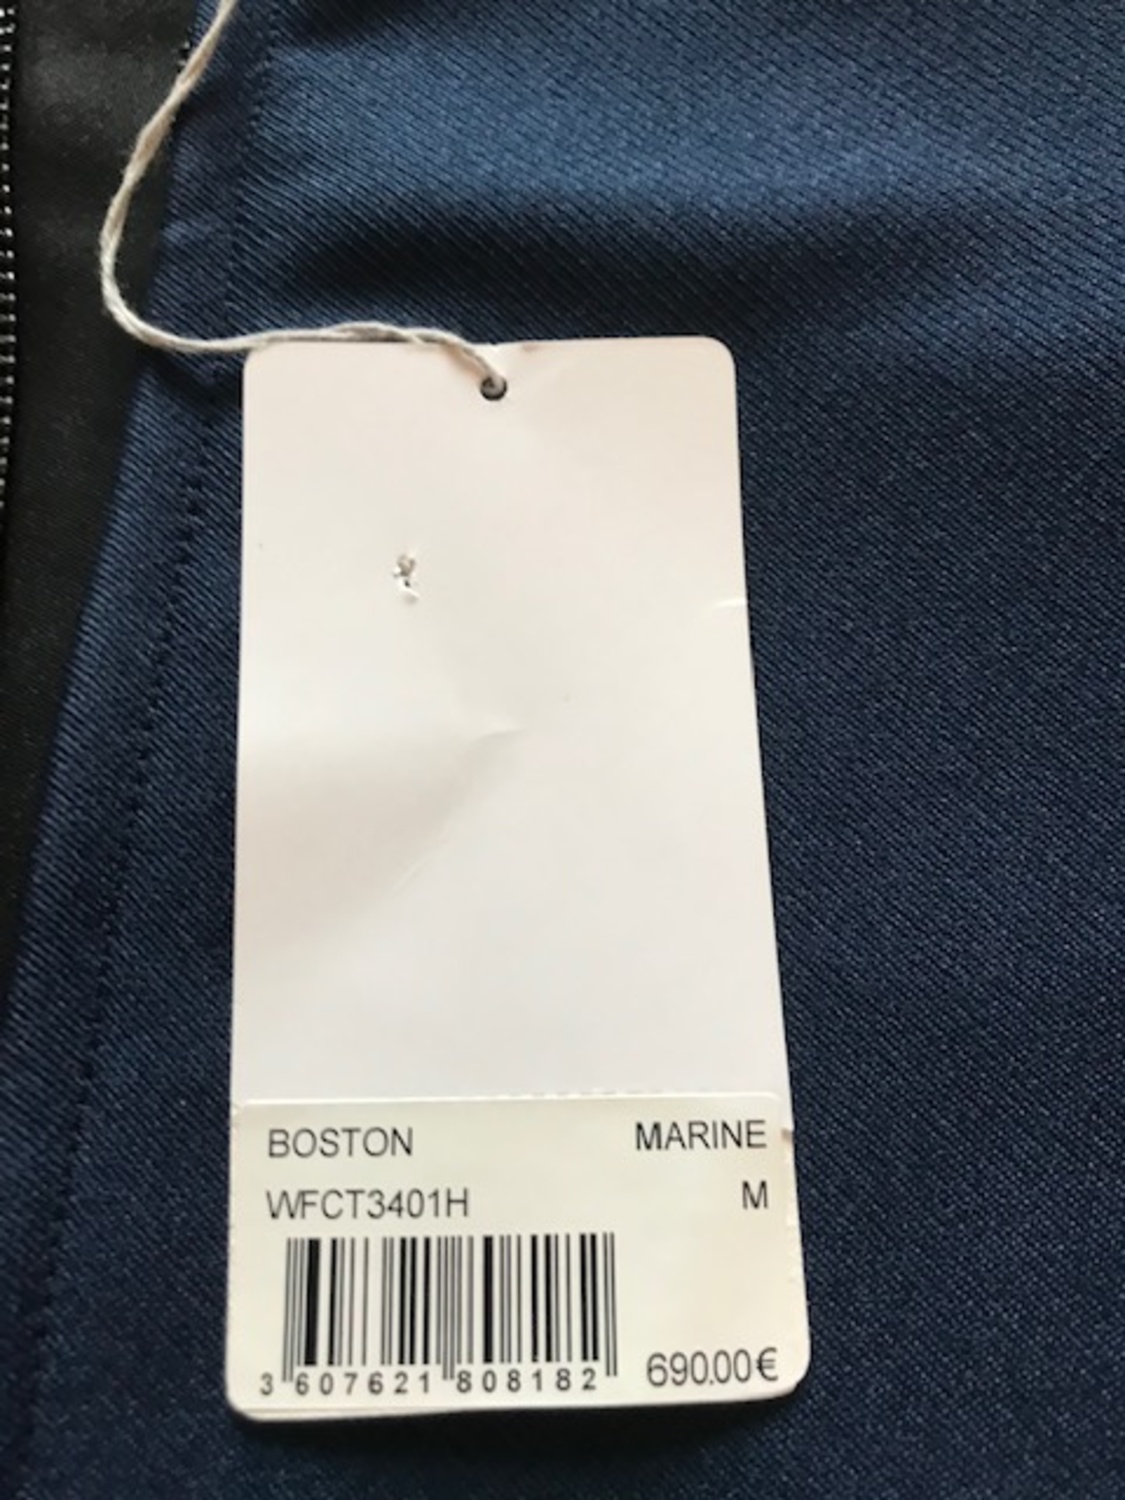 BOSTON MARINE
WFCT3401H M
3 607621 808182 690.00€